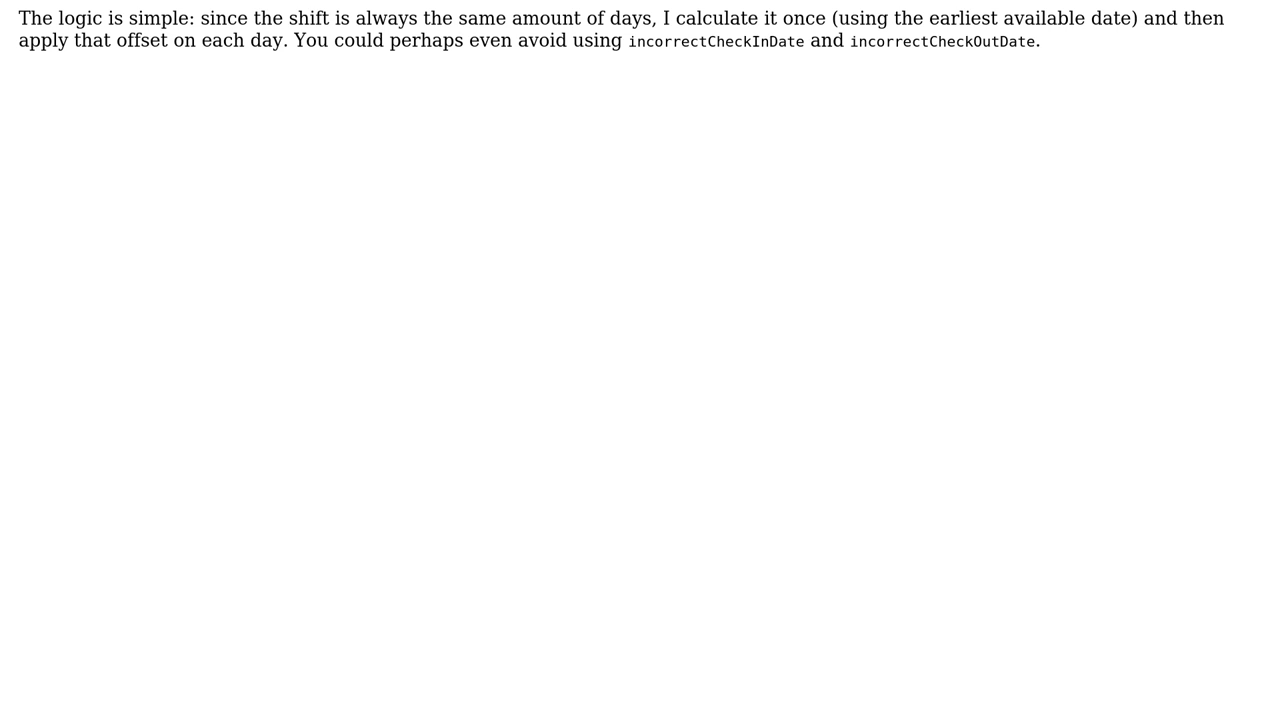 The logic is simple: since the shift is always the same amount of days, I calculate it once (using the earliest available date) and then
apply that offset on each day. You could perhaps even avoid using incorrectCheckInDate and incorrectCheckOutDate.